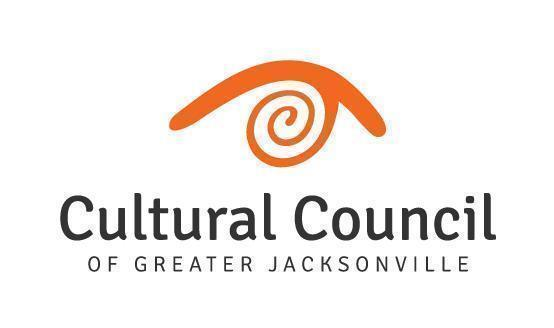 Cultural Council
OF GREATER JACKSONVILLE